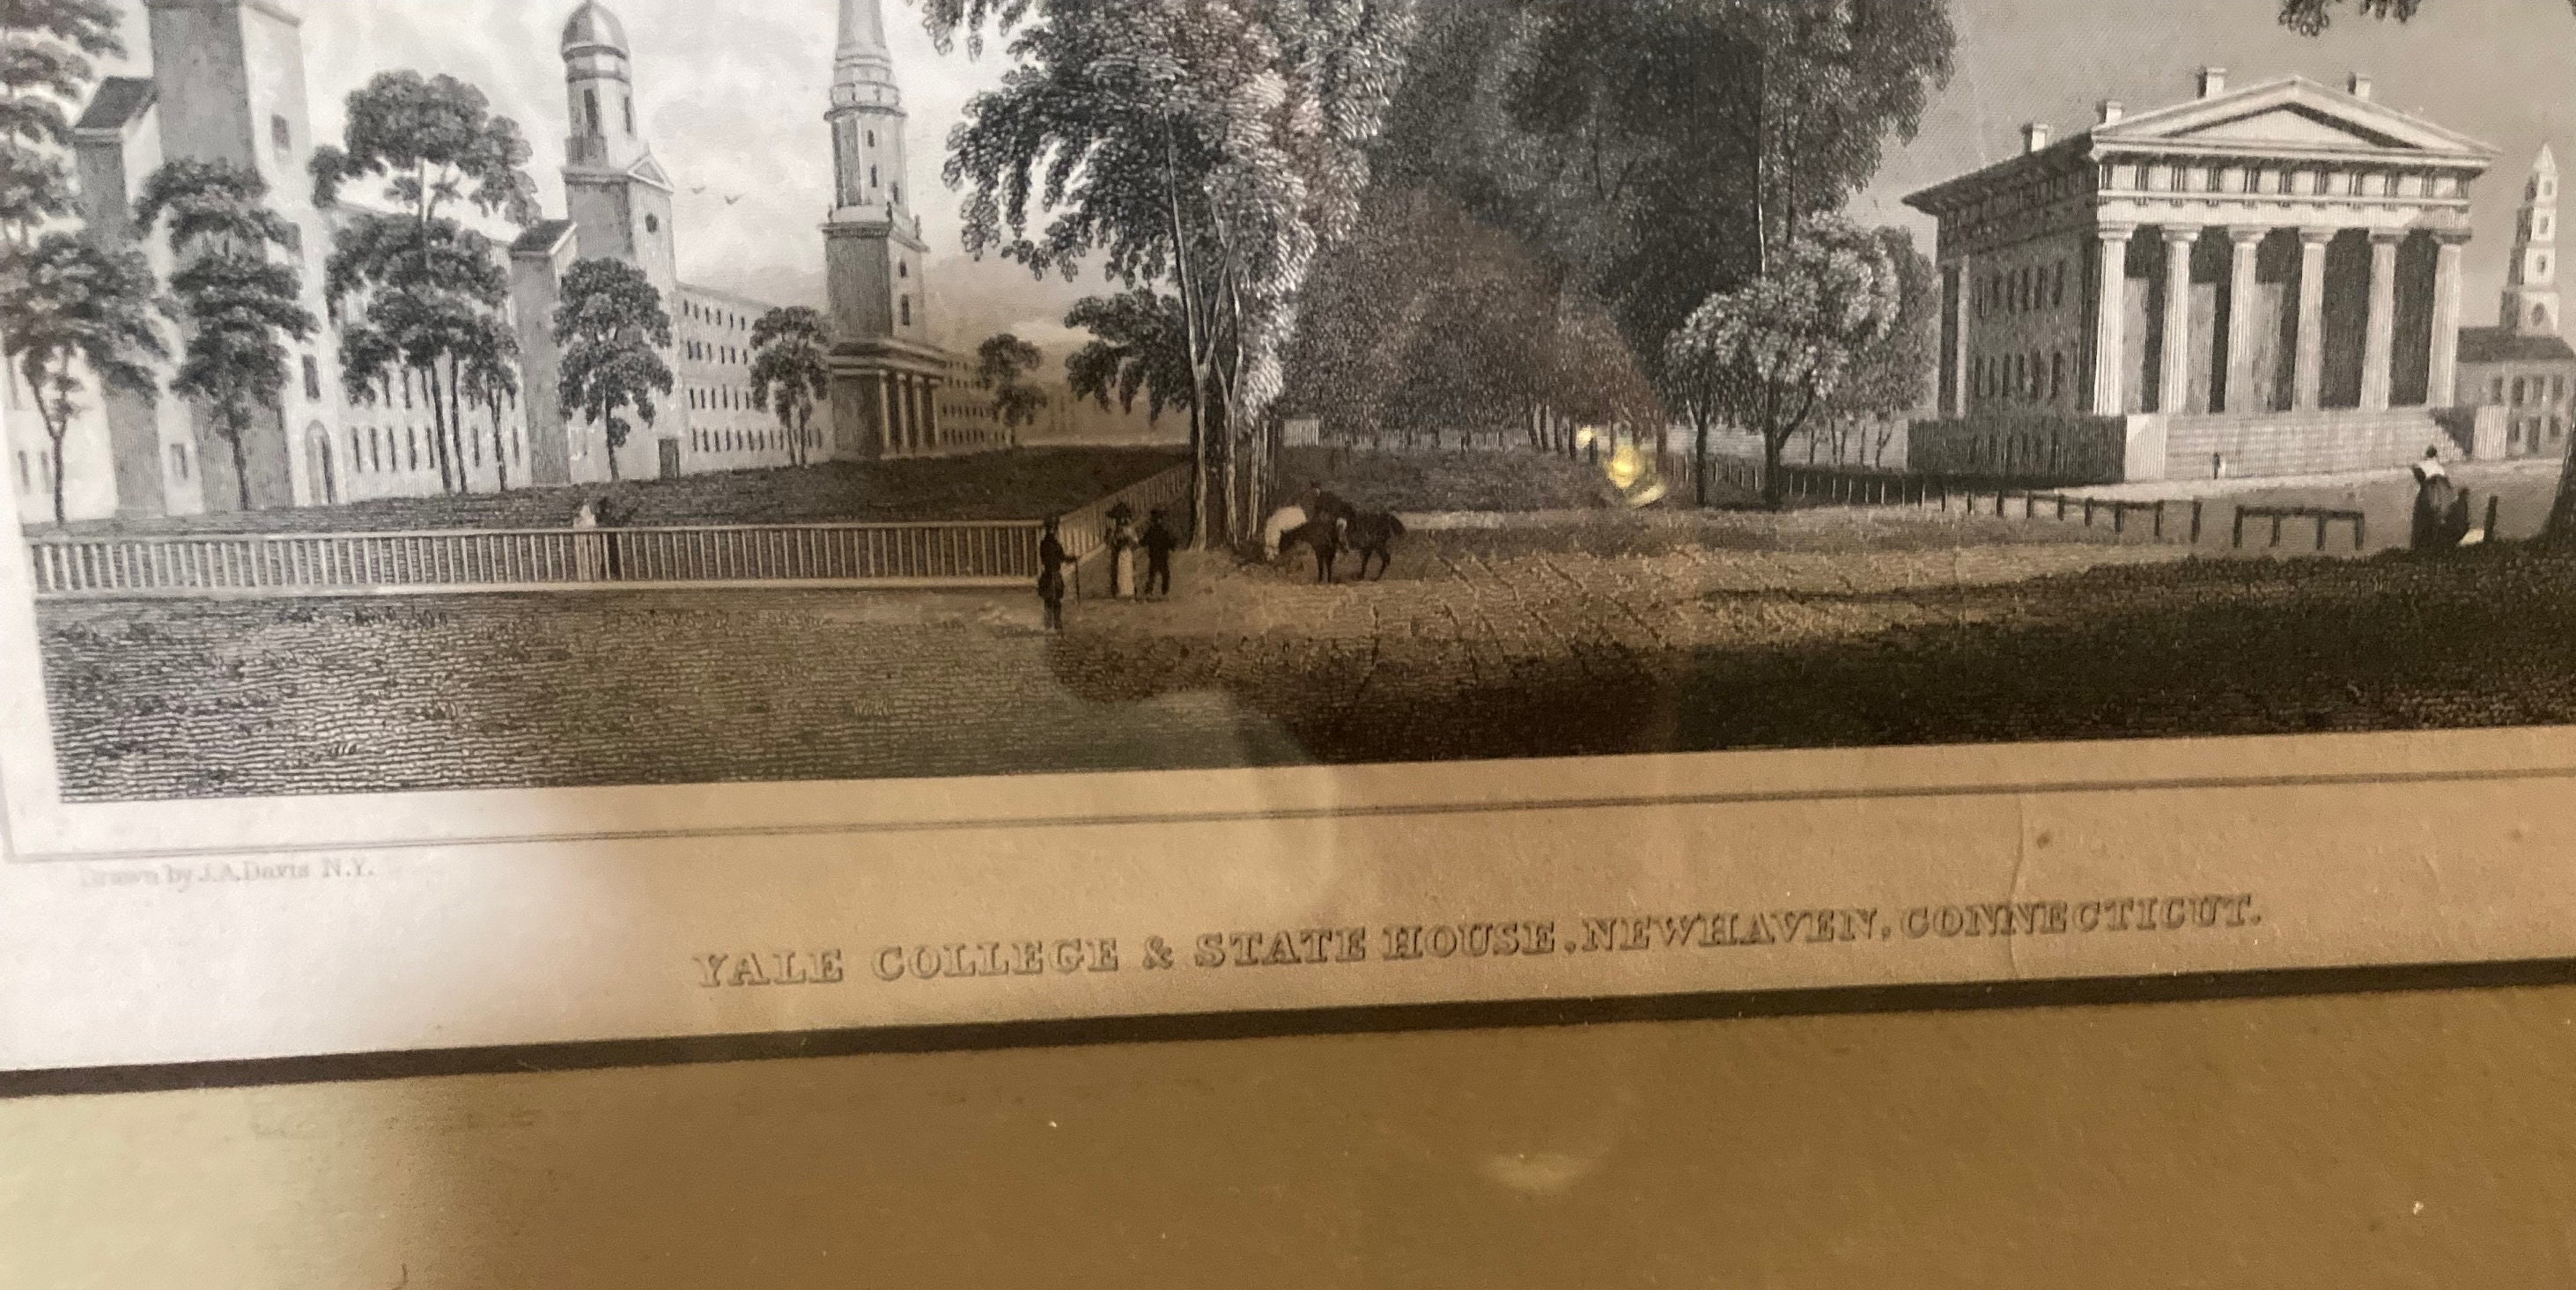 Drawn by J.A.Davis N.Y.
YALE COLLEGE & STATE HOUSE, NEWHAVEN, CONNECTICUT.